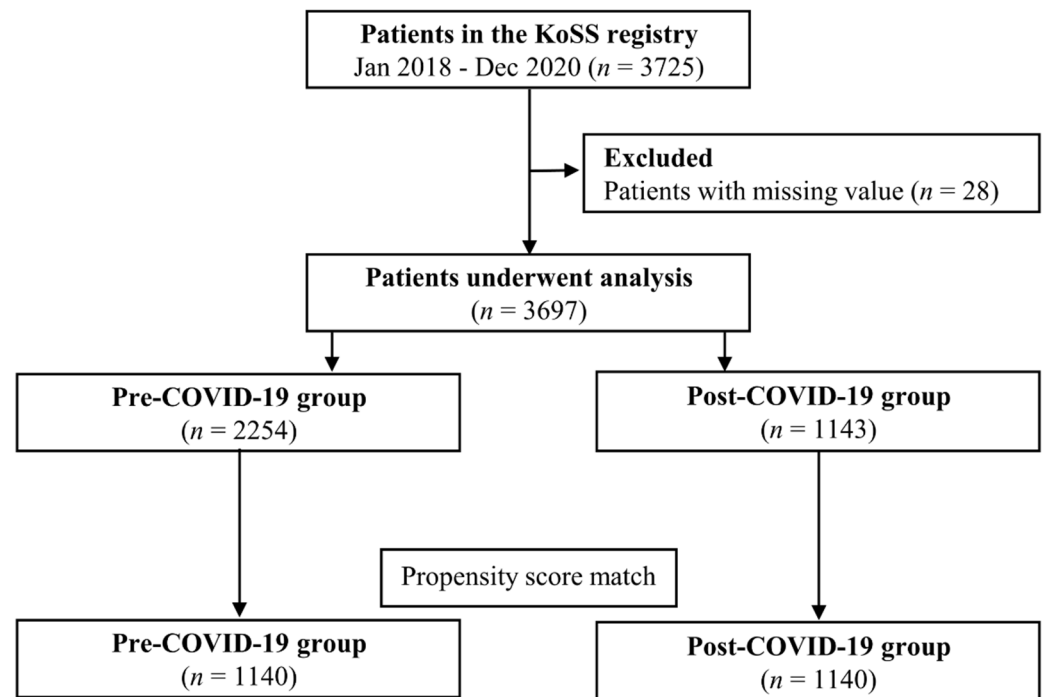 Patients in the KoSS registry
Jan 2018 - Dec 2020 (n = 3725)
Excluded
Patients with missing value (n = 28)
Patients underwent analysis
(n = 3697)
Pre-COVID-19 group
(n = 2254)
Post-COVID-19 group
(n = 1143)
Propensity score match
Pre-COVID-19 group
(n = 1140)
Post-COVID-19 group
(n = 1140)